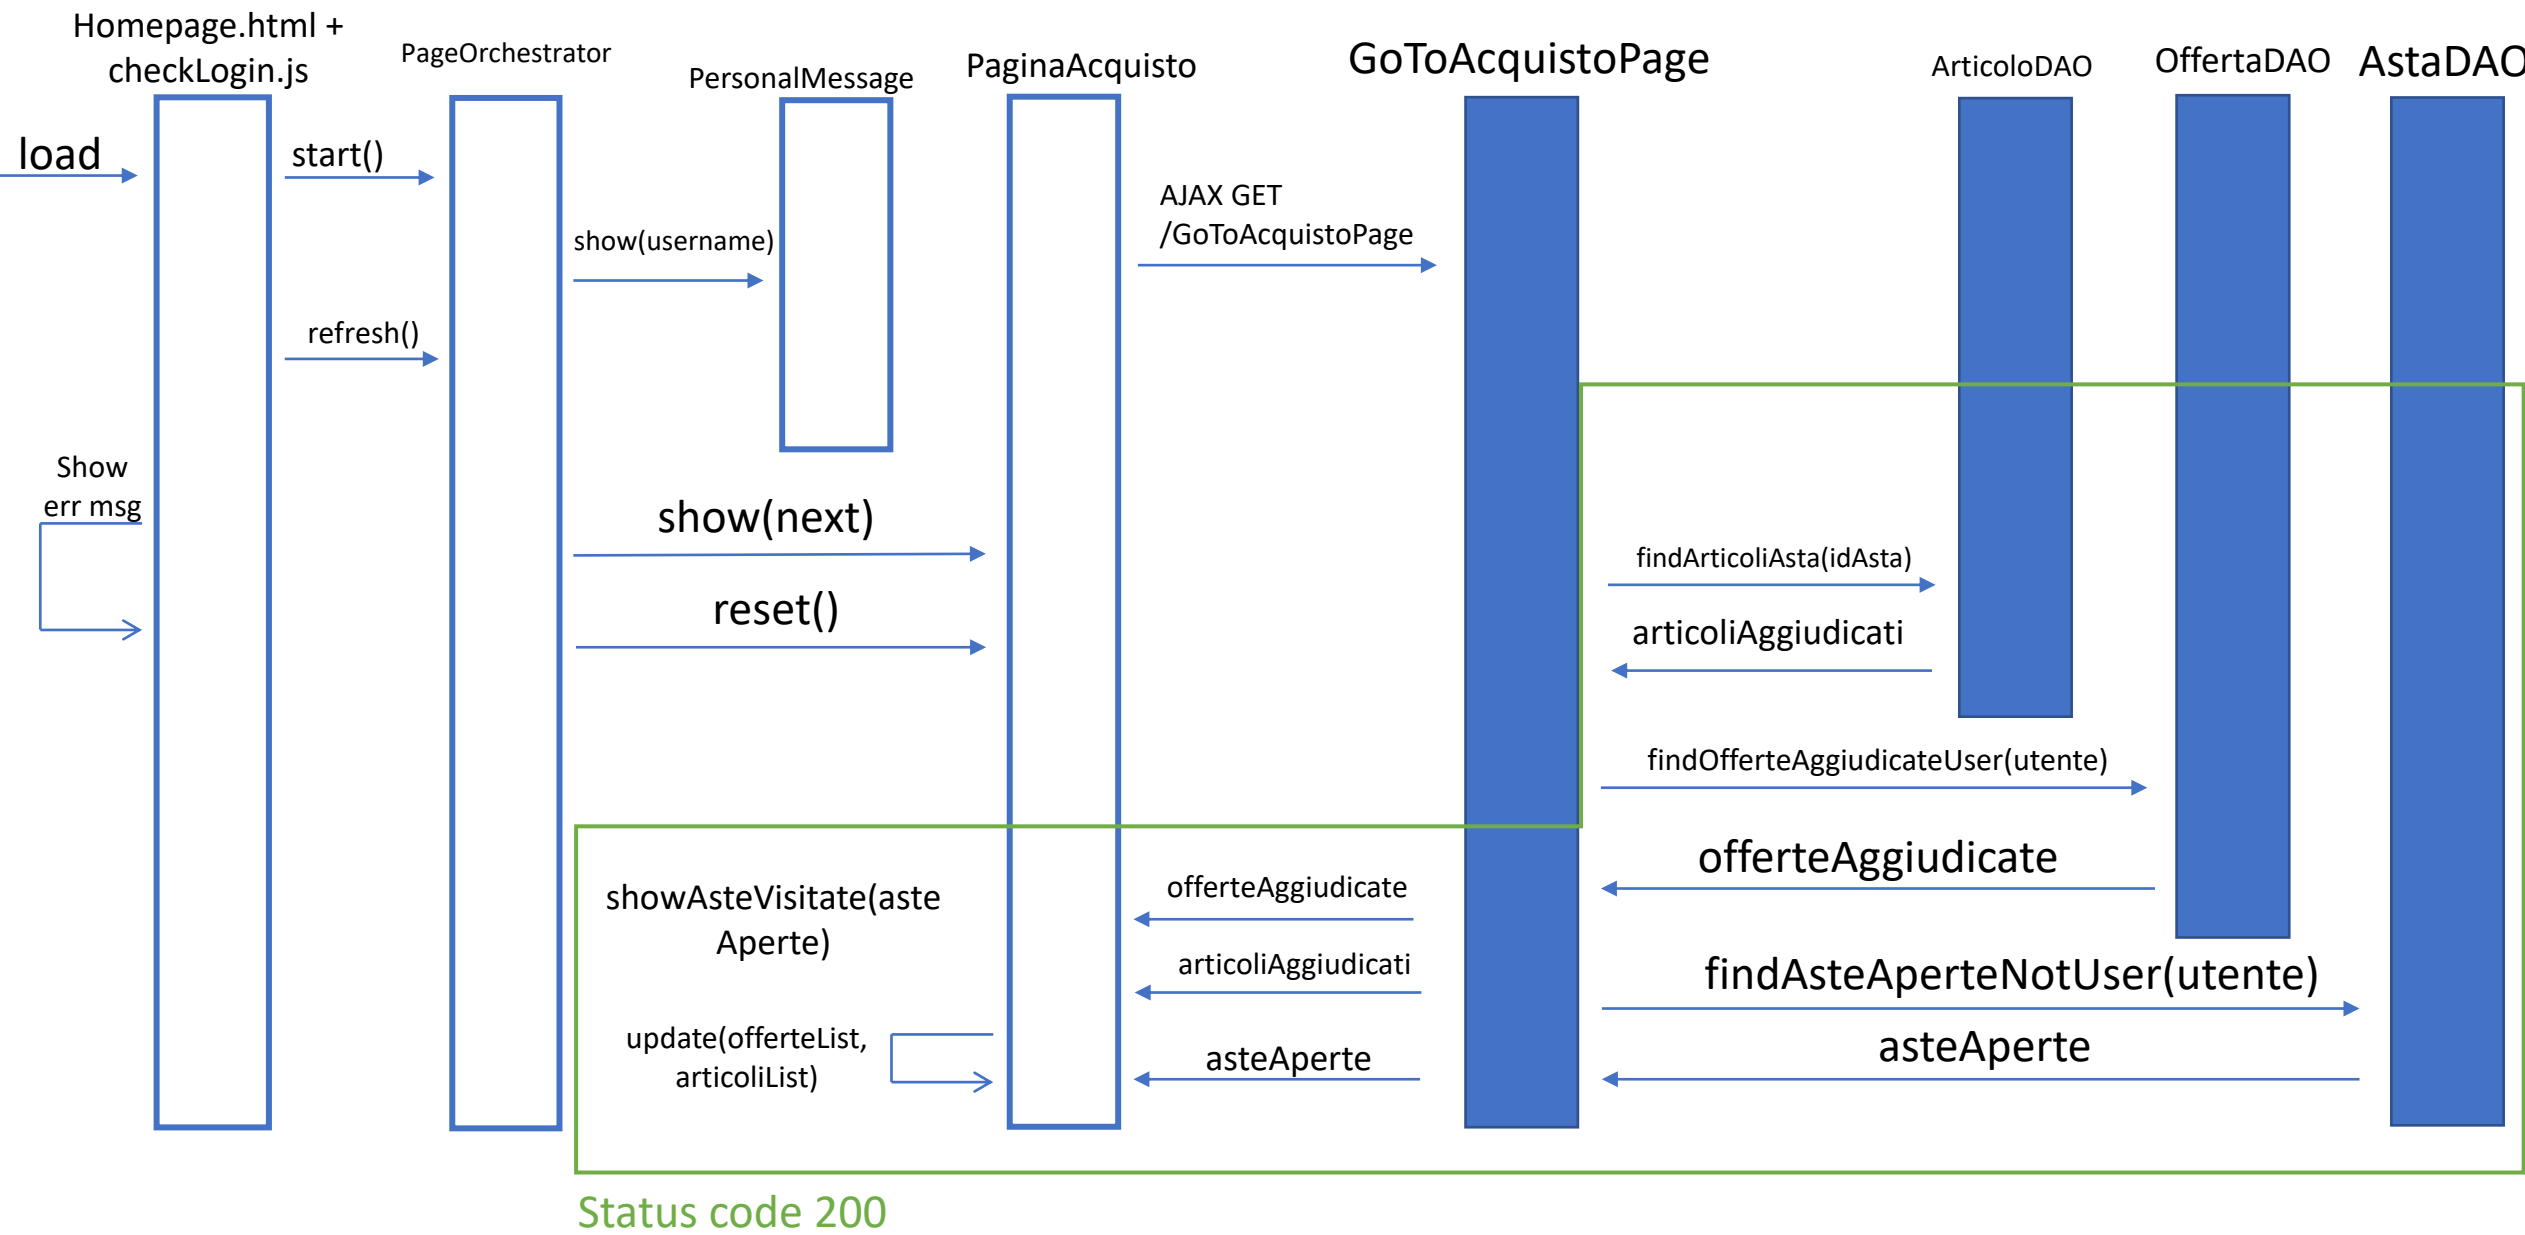 Homepage.html +
checkLogin.js
PageOrchestrator
PersonalMessage
PaginaAcquisto
GoToAcquistoPage
ArticoloDAO
OffertaDAO
AstaDAO
load
start()
AJAX GET
/GoToAcquistoPage
show(username)
refresh()
Show
err msg
show(next)
findArticoliAsta(idAsta)
reset()
articoliAggiudicati
findOfferteAggiudicateUser(utente)
offerteAggiudicate
showAsteVisitate(aste
Aperte)
offerteAggiudicate
articoliAggiudicati
findAsteAperteNotUser(utente)
update(offerteList,
articoliList)
asteAperte
asteAperte
Status code 200